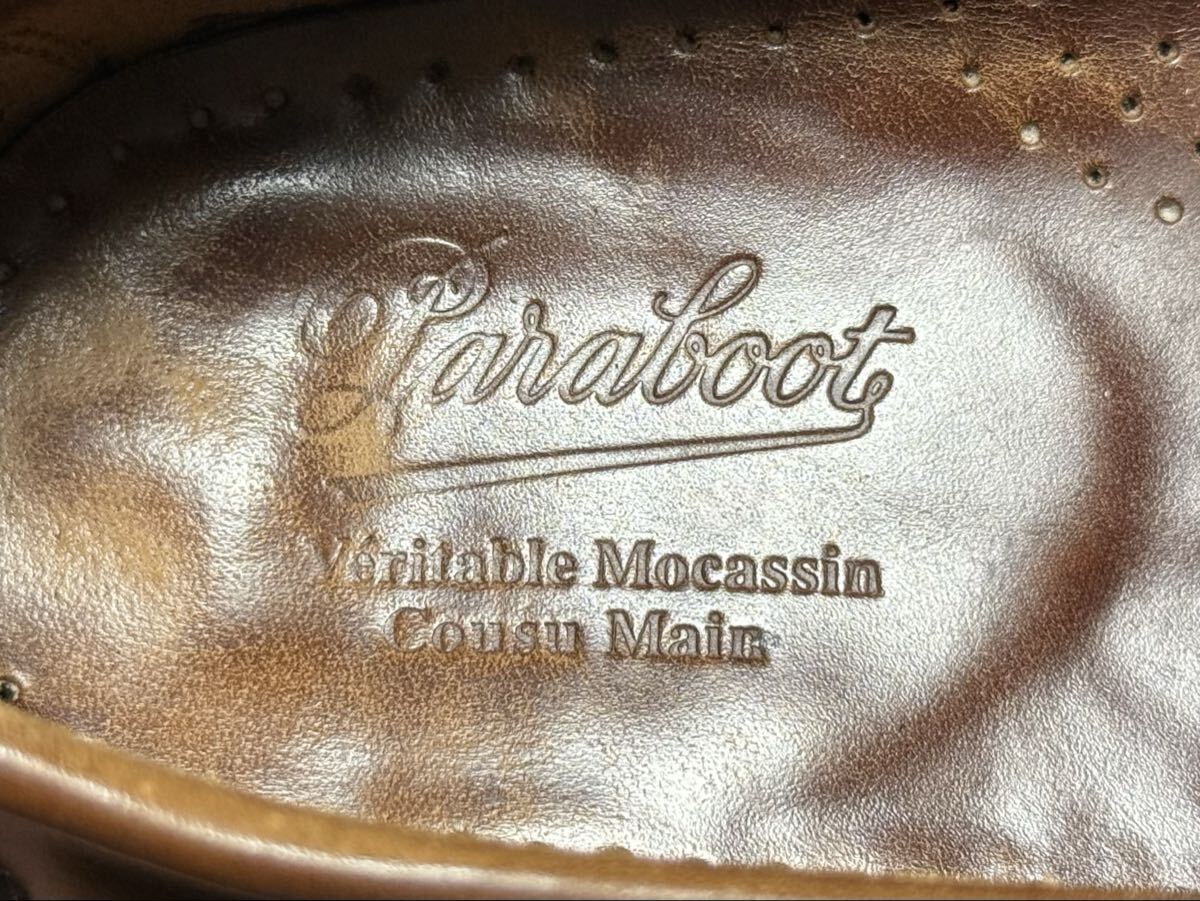 Paraboot
Véritable Mocassin
Cousu Main